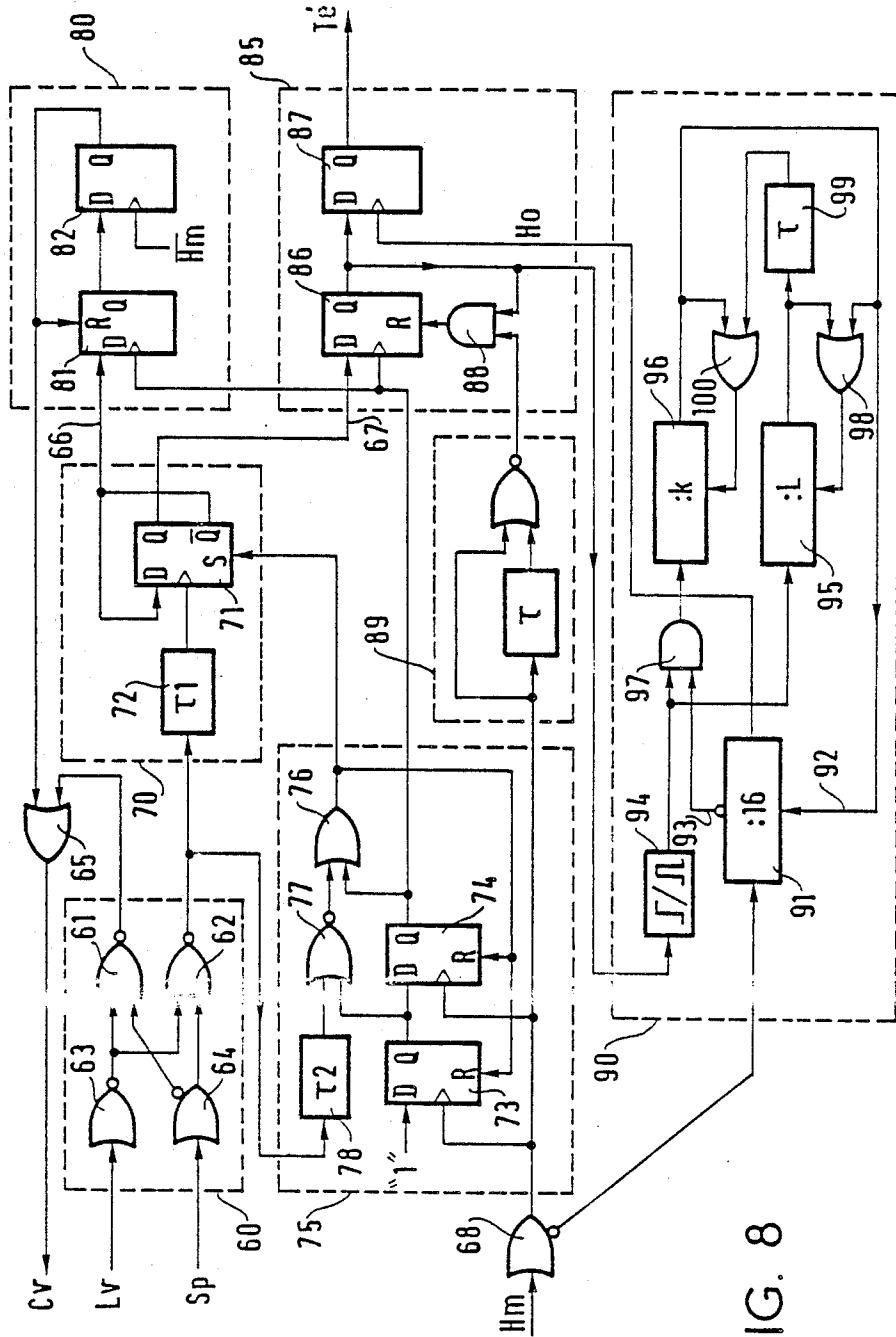 Cv
Lv
Sp
60
63
64
61
62
65
70
72
τ1
D
Q
Q̅
S
71
66
80
81
D
R
Q
82
D
Q
H̅m̅
67
85
86
D
Q
R
87
D
Q
Té
88
Ho
75
78
τ2
77
76
"1"
D
Q
R
73
D
Q
R
74
89
τ
Hm
68
90
94
93
:16
91
92
97
:k
96
:L
95
100
98
τ
99
IG. 8